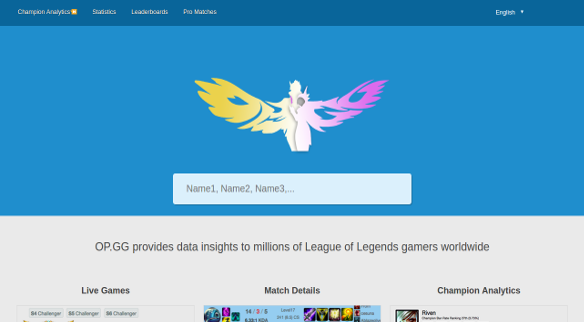 Champion Analytics
Statistics
Leaderboards
Pro Matches
English
Name1, Name2, Name3,...
OP.GG provides data insights to millions of League of Legends gamers worldwide
Live Games
Match Details
Champion Analytics
S4 Challenger
S5 Challenger
S6 Challenger
14 / 3 / 5
Level17
Riven